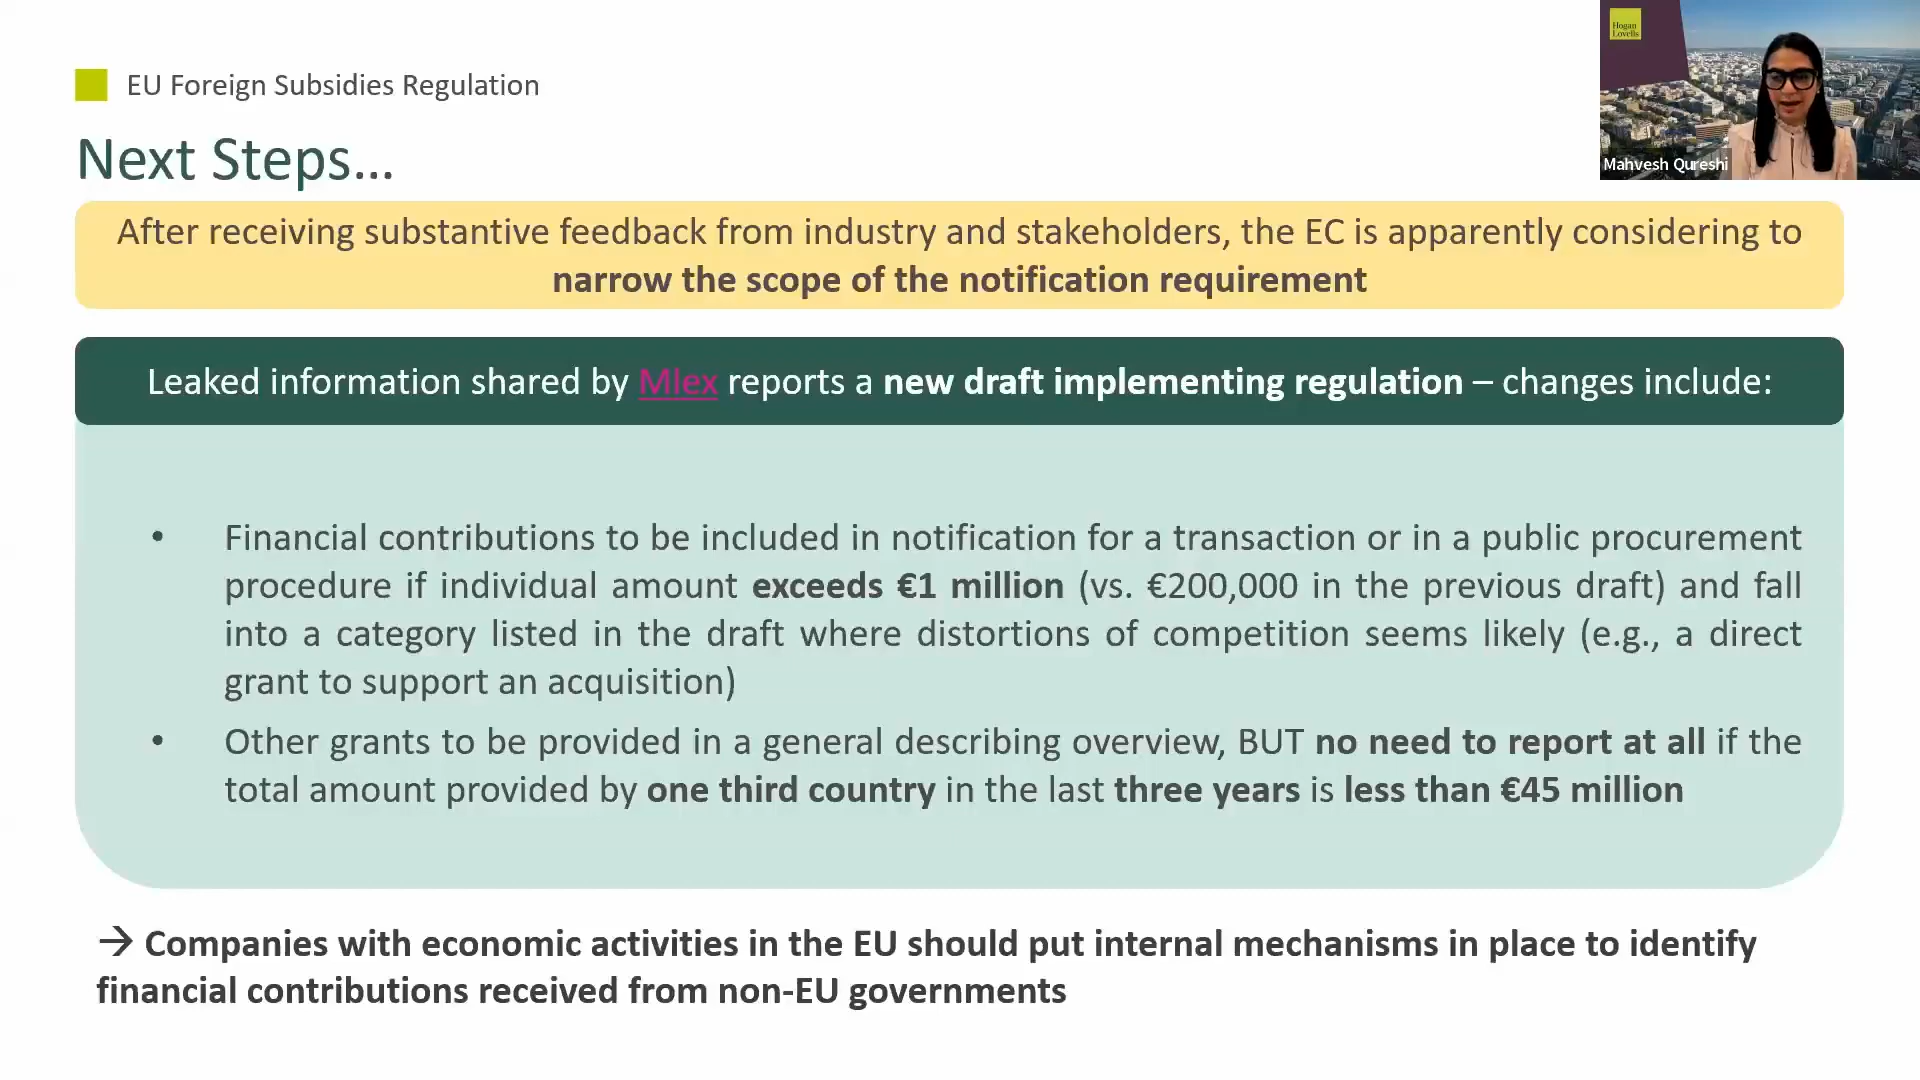 Hogan
Lovells
Mahvesh Qureshi
EU Foreign Subsidies Regulation
Next Steps...
After receiving substantive feedback from industry and stakeholders, the EC is apparently considering to
narrow the scope of the notification requirement
Leaked information shared by Mlex reports a new draft implementing regulation – changes include:
• Financial contributions to be included in notification for a transaction or in a public procurement
procedure if individual amount exceeds €1 million (vs. €200,000 in the previous draft) and fall
into a category listed in the draft where distortions of competition seems likely (e.g., a direct
grant to support an acquisition)
• Other grants to be provided in a general describing overview, BUT no need to report at all if the
total amount provided by one third country in the last three years is less than €45 million
→ Companies with economic activities in the EU should put internal mechanisms in place to identify
financial contributions received from non-EU governments